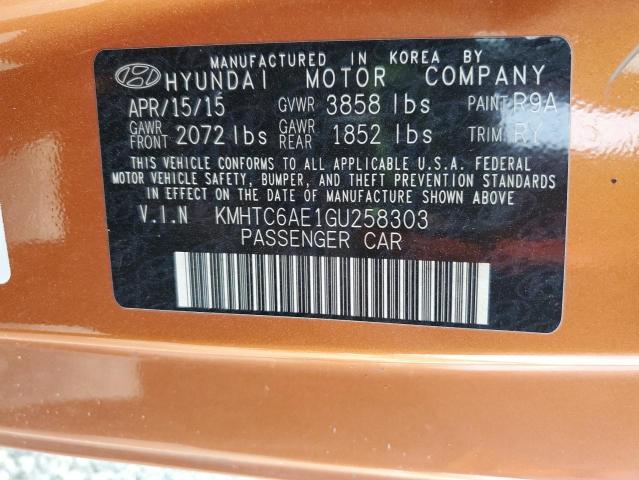 MANUFACTURED IN KOREA BY
HYUNDAI MOTOR COMPANY
APR/15/15 GVWR 3858 lbs PAINT R9A
GAWR FRONT 2072 lbs GAWR REAR 1852 lbs TRIM RY
THIS VEHICLE CONFORMS TO ALL APPLICABLE U.S.A. FEDERAL
MOTOR VEHICLE SAFETY, BUMPER, AND THEFT PREVENTION STANDARDS
IN EFFECT ON THE DATE OF MANUFACTURE SHOWN ABOVE
V.I.N KMHTC6AE1GU258303
PASSENGER CAR